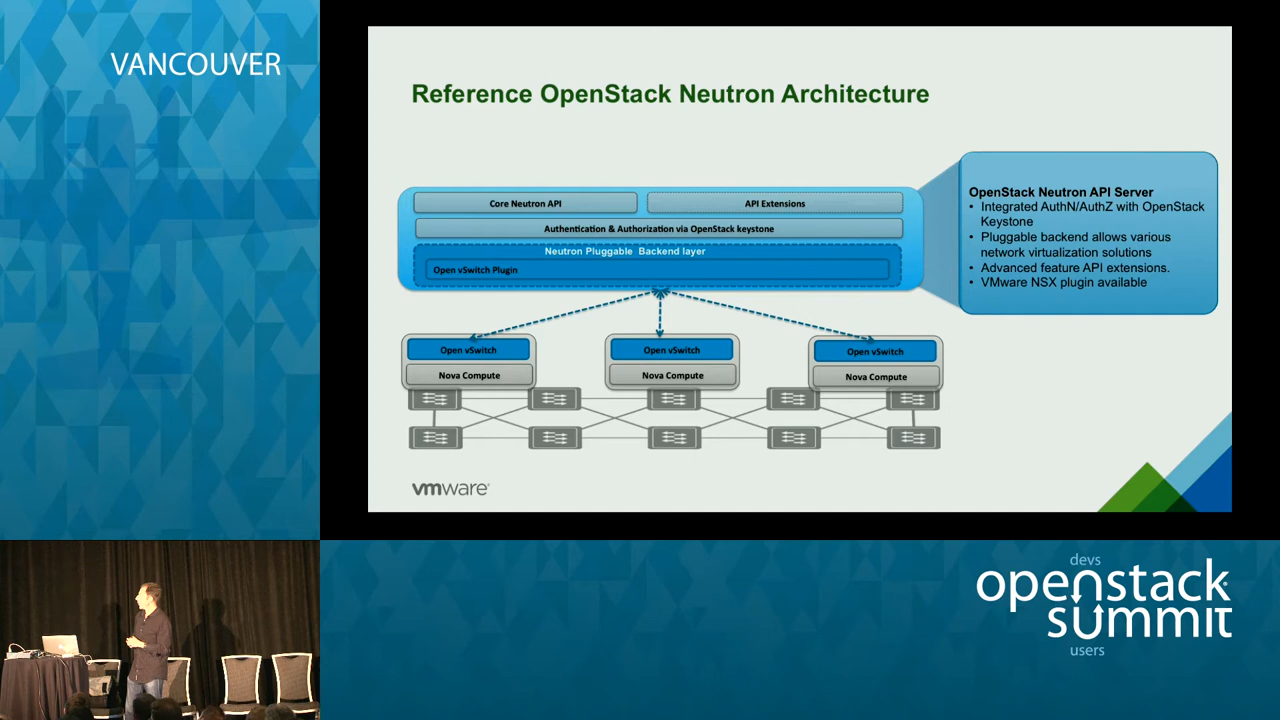 VANCOUVER
Reference OpenStack Neutron Architecture
Core Neutron API
API Extensions
Authentication & Authorization via OpenStack keystone
Neutron Pluggable Backend layer
Open vSwitch Plugin
OpenStack Neutron API Server
• Integrated AuthN/AuthZ with OpenStack
Keystone
• Pluggable backend allows various
network virtualization solutions
• Advanced feature API extensions.
• VMware NSX plugin available
Open vSwitch
Nova Compute
Open vSwitch
Nova Compute
Open vSwitch
Nova Compute
vmware®
devs
openstack
summit
users